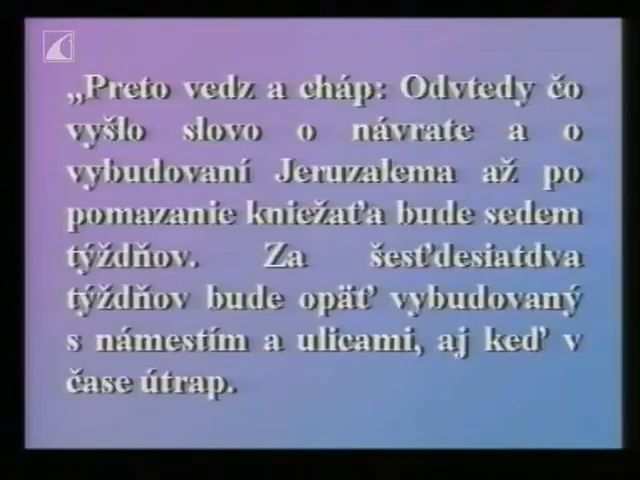 „Preto vedz a cháp: Odvtedy čo
vyšlo slovo o návrate a o
vybudovaní Jeruzalema až po
pomazanie kniežaťa bude sedem
týždňov. Za šesťdesiatdva
týždňov bude opäť vybudovaný
s námestím a ulicami, aj keď v
čase útrap.